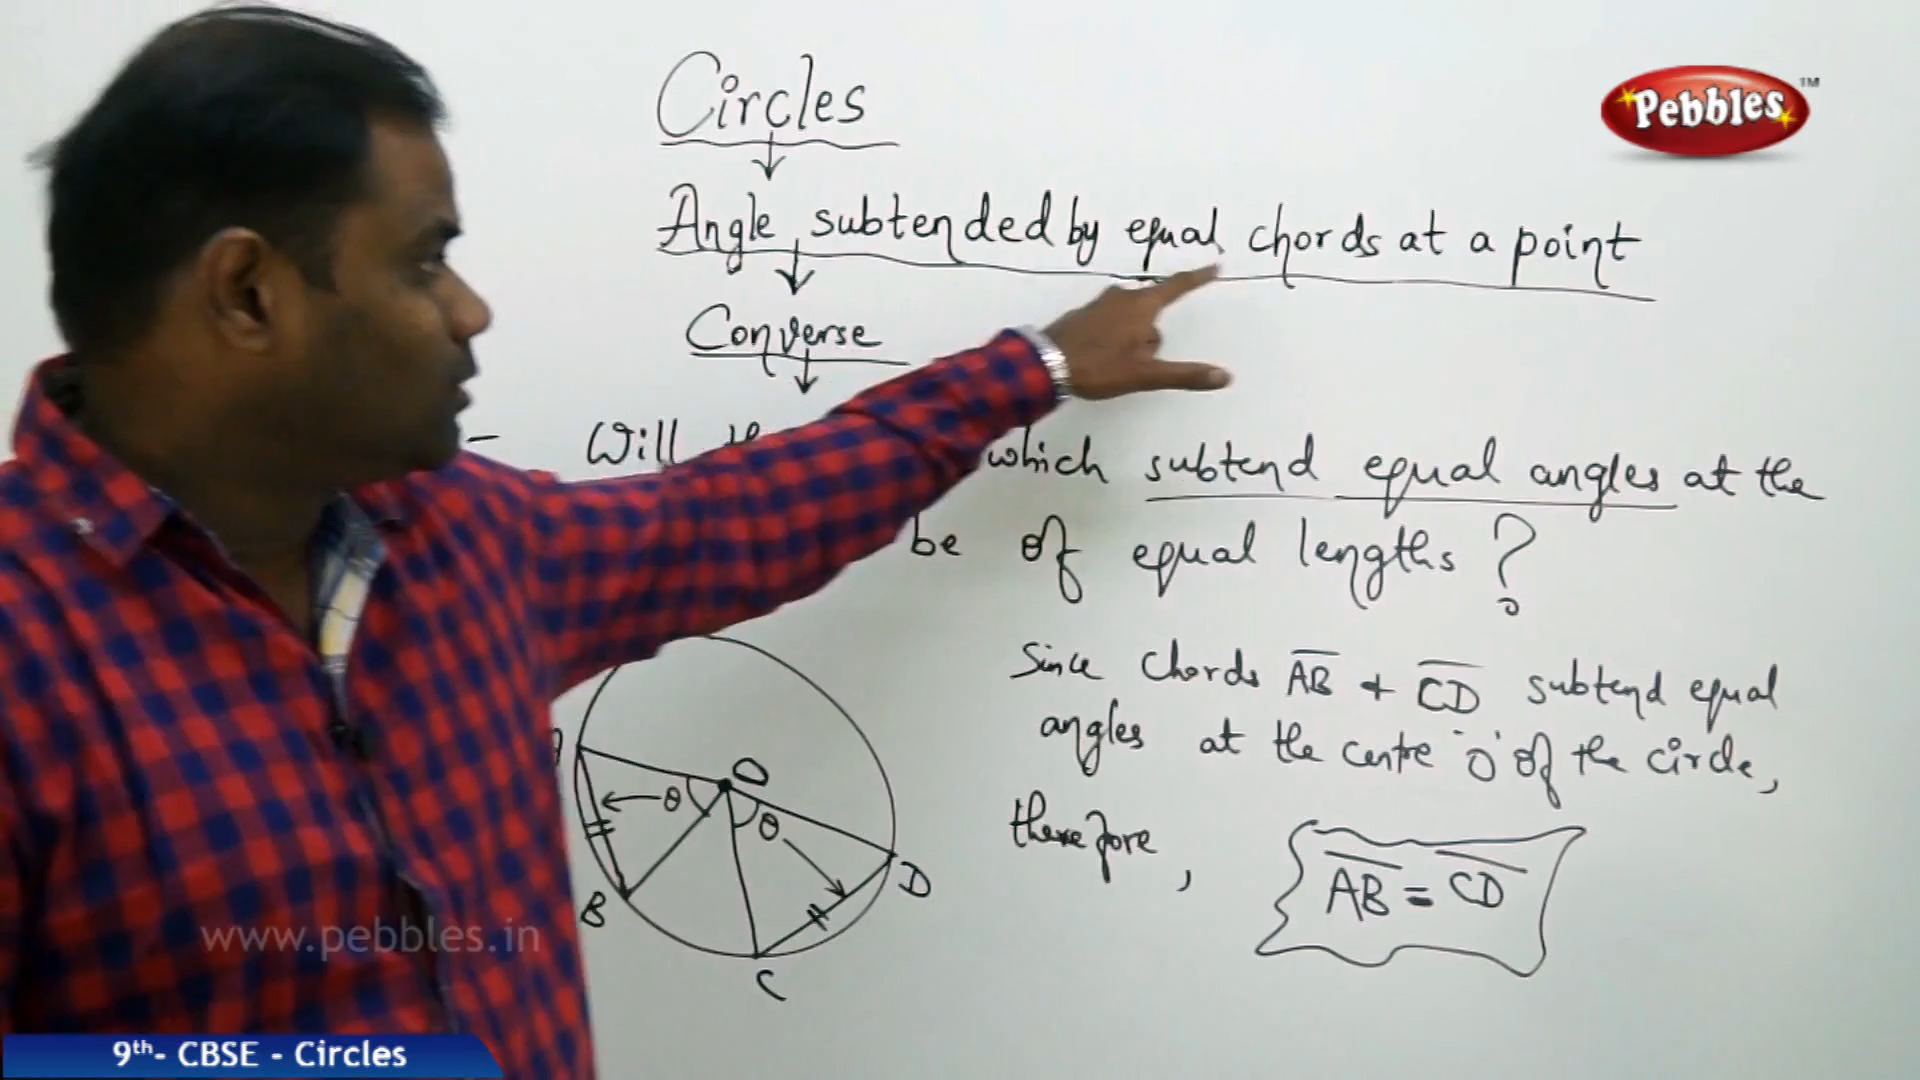 Circles
Pebbles™
Angle subtended by equal chords at a point
Converse
Will which subtend equal angles at the
be of equal lengths ?
Since chords AB + CD subtend equal
angles at the centre 'O' of the circle,
therefore,
AB = CD
O
θ
θ
B
C
D
www.pebbles.in
9th- CBSE - Circles